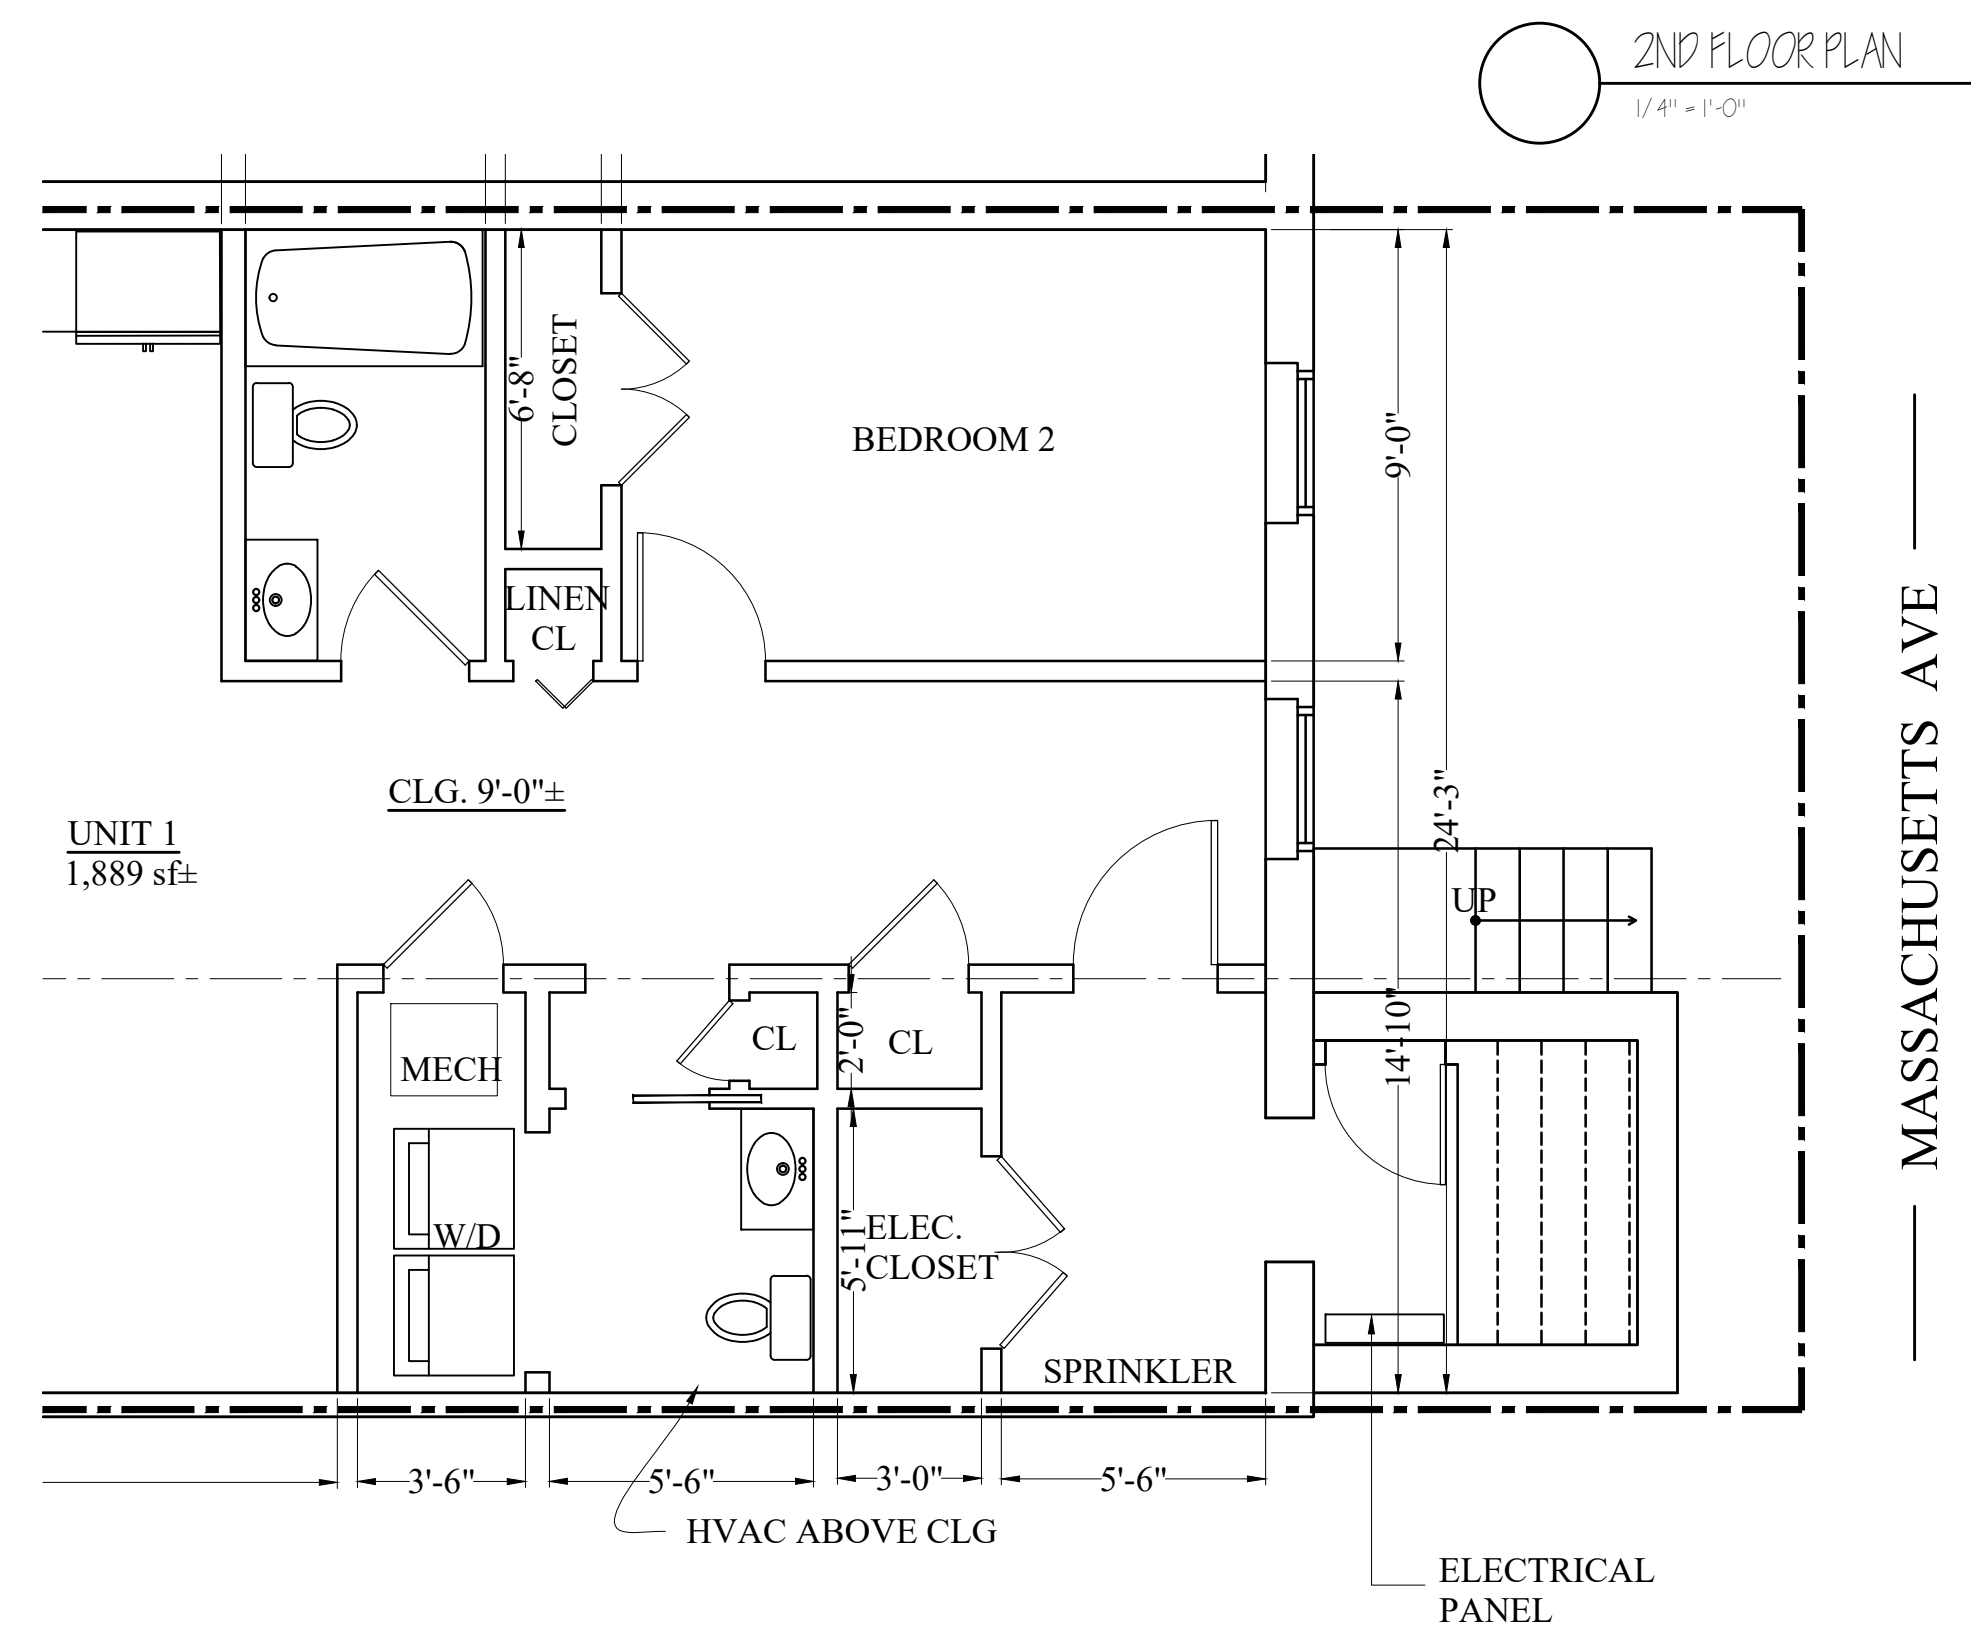 2ND FLOOR PLAN
1/4" = 1'-0"
6'-8"
CLOSET
BEDROOM 2
9'-0"
LINEN
CL
MASSACHUSETTS AVE
CLG. 9'-0"±
24'-3"
UNIT 1
1,889 sf±
UP
CL
2'-0"
CL
14'-10"
MECH
W/D
5'-11"
ELEC.
CLOSET
SPRINKLER
3'-6"
5'-6"
3'-0"
5'-6"
HVAC ABOVE CLG
ELECTRICAL
PANEL